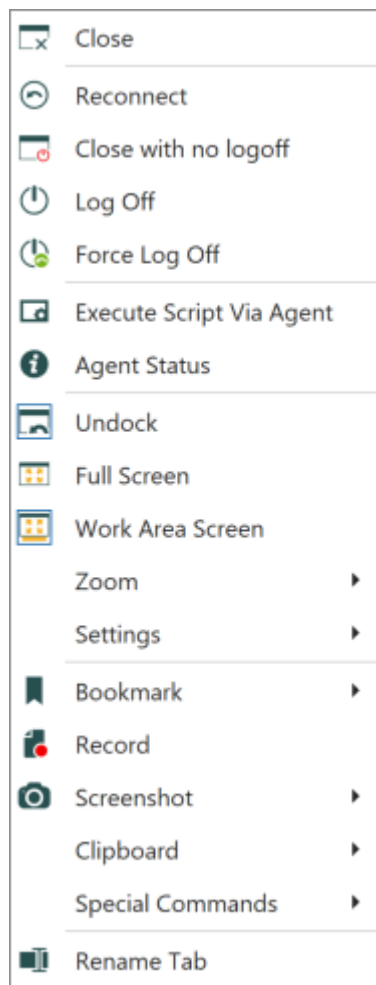 Close
Reconnect
Close with no logoff
Log Off
Force Log Off
Execute Script Via Agent
Agent Status
Undock
Full Screen
Work Area Screen
Zoom
Settings
Bookmark
Record
Screenshot
Clipboard
Special Commands
Rename Tab